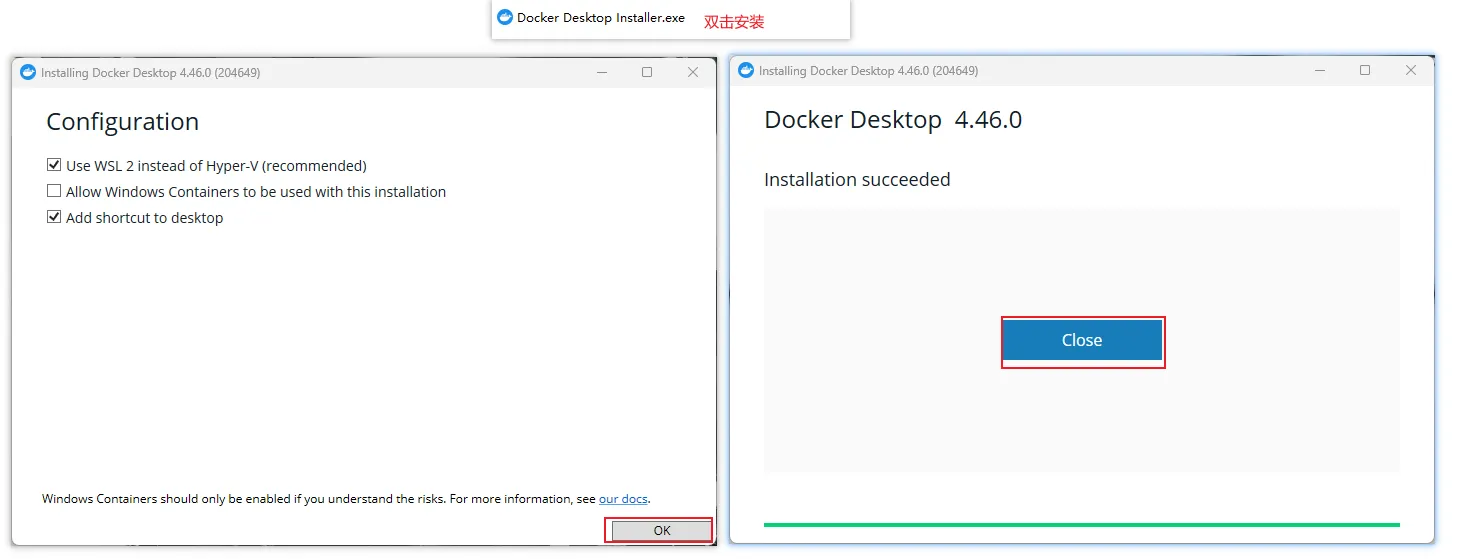 Docker Desktop Installer.exe 双击安装
Installing Docker Desktop 4.46.0 (204649)
Configuration
Use WSL 2 instead of Hyper-V (recommended)
Allow Windows Containers to be used with this installation
Add shortcut to desktop
Windows Containers should only be enabled if you understand the risks. For more information, see our docs.
OK
Installing Docker Desktop 4.46.0 (204649)
Docker Desktop 4.46.0
Installation succeeded
Close